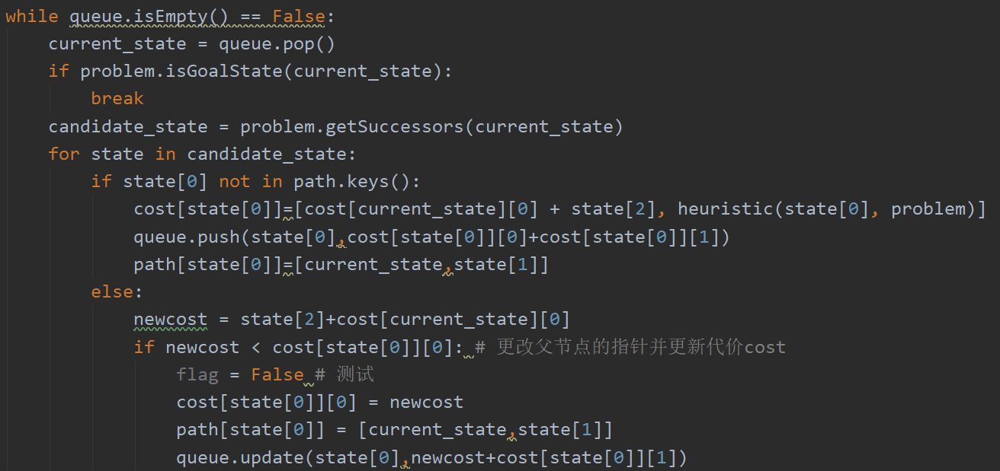 while queue.isEmpty() == False:
    current_state = queue.pop()
    if problem.isGoalState(current_state):
        break
    candidate_state = problem.getSuccessors(current_state)
    for state in candidate_state:
        if state[0] not in path.keys():
            cost[state[0]]=[cost[current_state][0] + state[2], heuristic(state[0], problem)]
            queue.push(state[0],cost[state[0]][0]+cost[state[0]][1])
            path[state[0]]=[current_state,state[1]]
        else:
            newcost = state[2]+cost[current_state][0]
            if newcost < cost[state[0]][0]: # 更改父节点的指针并更新代价cost
                flag = False # 测试
                cost[state[0]][0] = newcost
                path[state[0]] = [current_state,state[1]]
                queue.update(state[0],newcost+cost[state[0]][1])